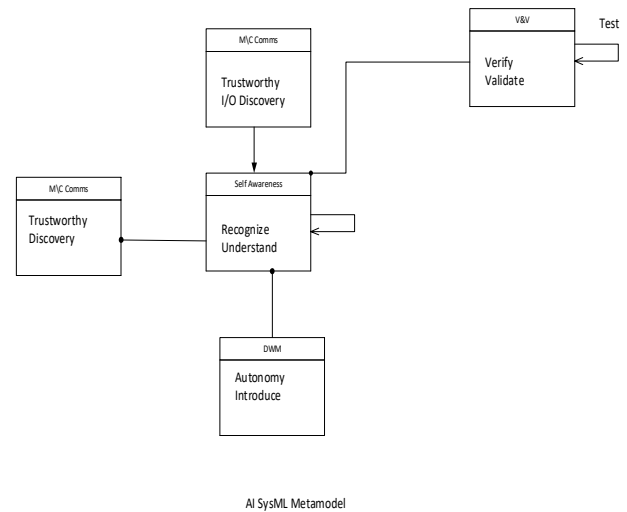 V&V
Test
Verify
Validate
M\C Comms
Trustworthy
I/O Discovery
Self Awareness
Recognize
Understand
M\C Comms
Trustworthy
Discovery
DWM
Autonomy
Introduce
AI SysML Metamodel